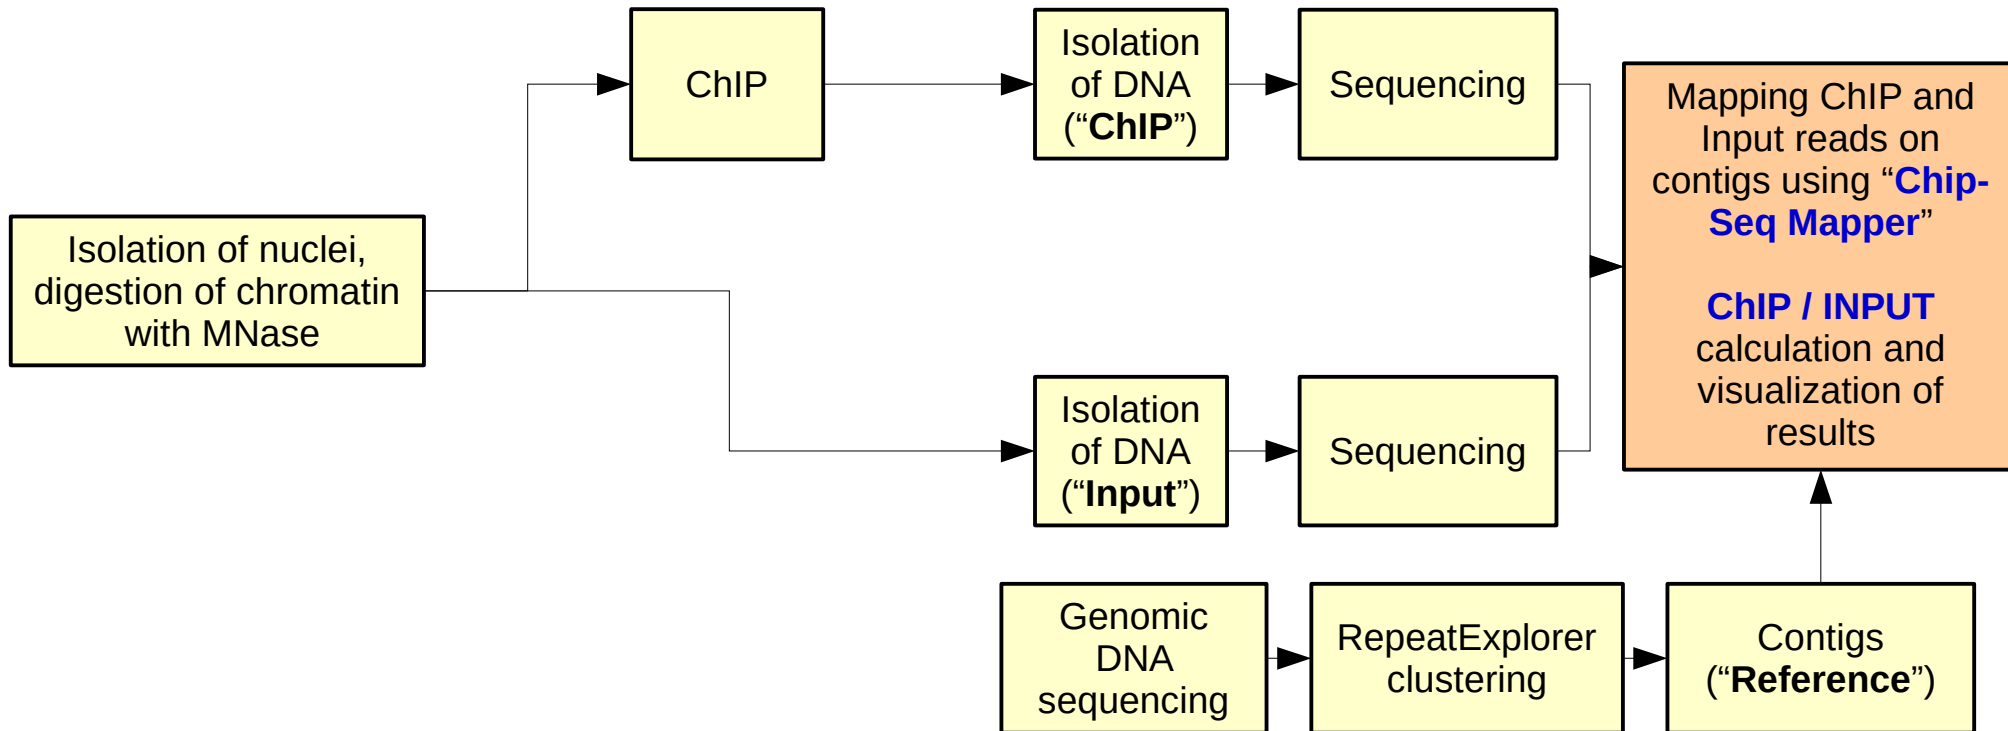 Isolation of nuclei,
digestion of chromatin
with MNase
ChIP
Isolation
of DNA
(“ChIP”)
Sequencing
Isolation
of DNA
(“Input”)
Sequencing
Genomic
DNA
sequencing
RepeatExplorer
clustering
Contigs
(“Reference”)
Mapping ChIP and
Input reads on
contigs using “Chip-
Seq Mapper”
ChIP / INPUT
calculation and
visualization of
results